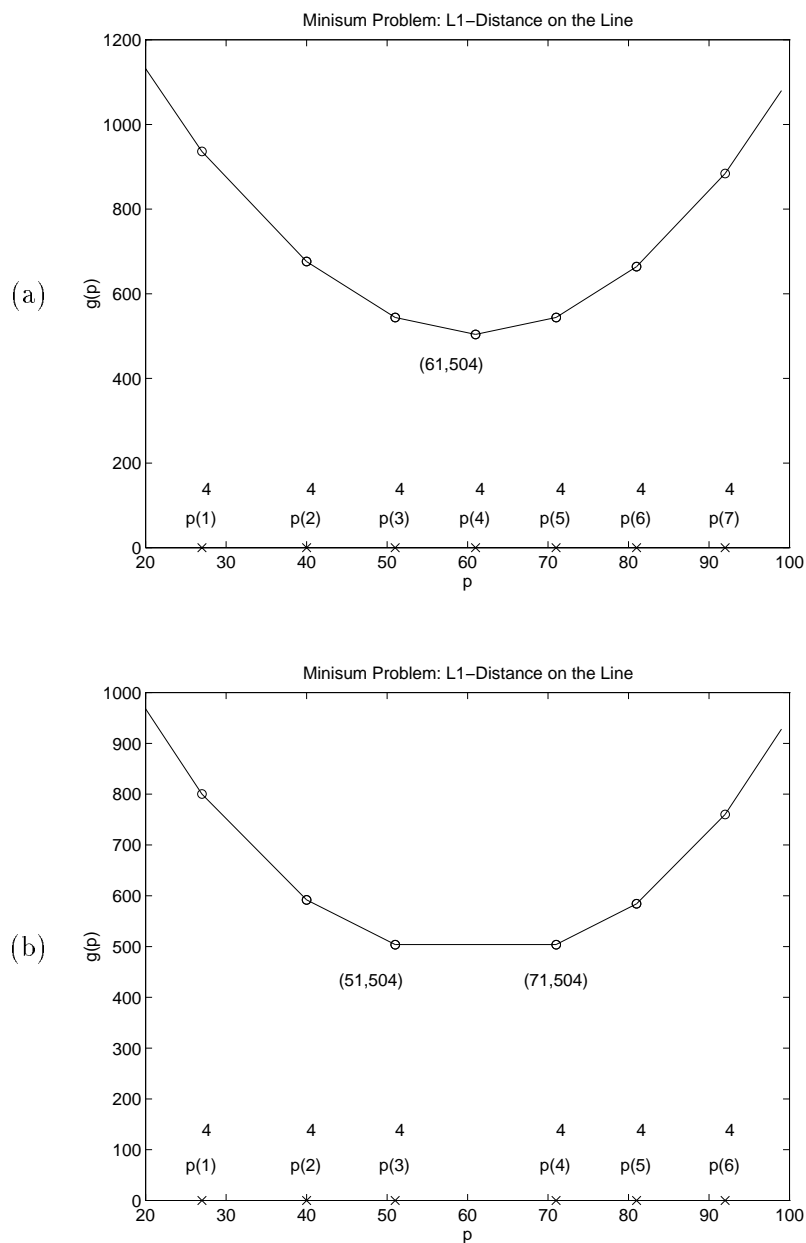 Minisum Problem: L1−Distance on the Line
1200
1000
800
600
400
200
0
(a)
g(p)
(61,504)
4 4 4 4 4 4 4
p(1) p(2) p(3) p(4) p(5) p(6) p(7)
20 30 40 50 60 70 80 90 100
p
Minisum Problem: L1−Distance on the Line
1000
900
800
700
600
500
400
300
200
100
0
(b)
g(p)
(51,504) (71,504)
4 4 4 4 4 4
p(1) p(2) p(3) p(4) p(5) p(6)
20 30 40 50 60 70 80 90 100
p